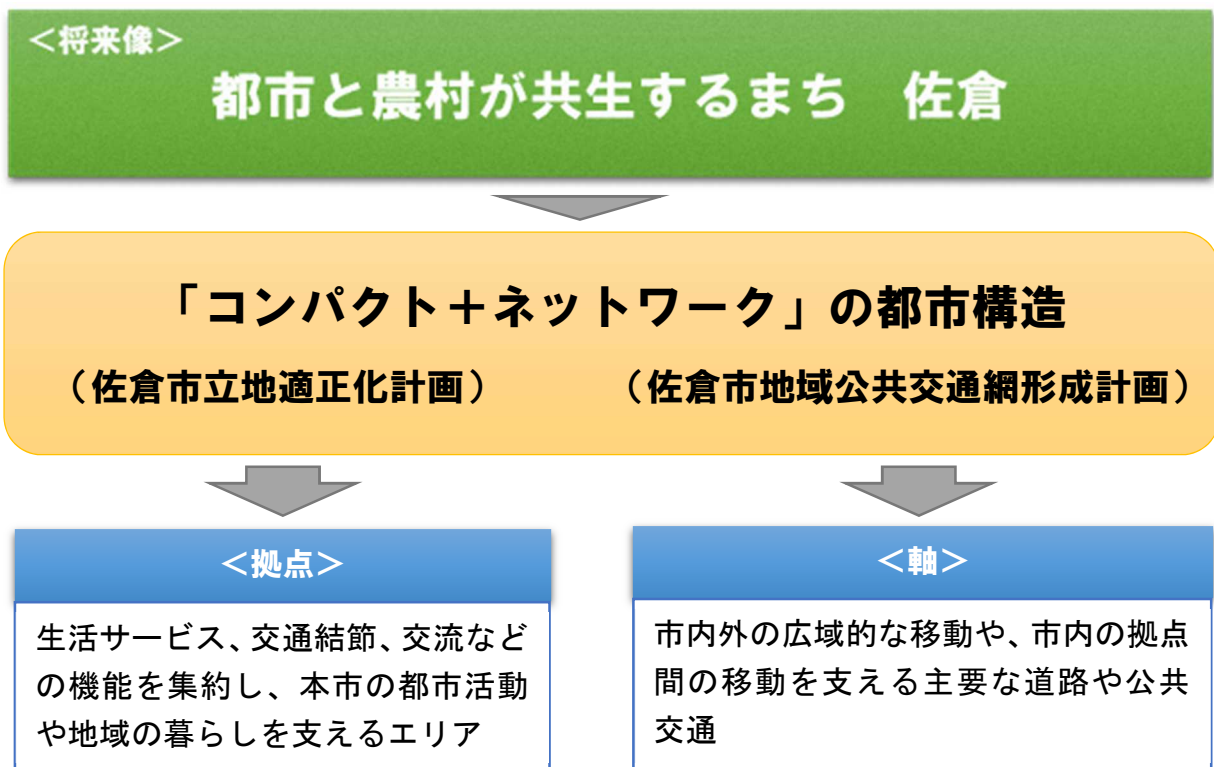 ＜将来像＞
都市と農村が共生するまち　佐倉
「コンパクト＋ネットワーク」の都市構造
（佐倉市立地適正化計画）
（佐倉市地域公共交通網形成計画）
＜拠点＞
生活サービス、交通結節、交流など
の機能を集約し、本市の都市活動
や地域の暮らしを支えるエリア
＜軸＞
市内外の広域的な移動や、市内の拠点
間の移動を支える主要な道路や公共
交通